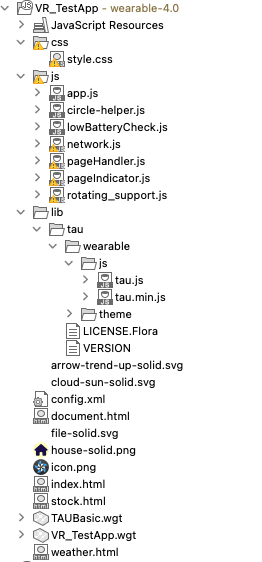 VR_TestApp - wearable-4.0
JavaScript Resources
css
style.css
js
app.js
circle-helper.js
lowBatteryCheck.js
network.js
pageHandler.js
pageIndicator.js
rotating_support.js
lib
tau
wearable
js
tau.js
tau.min.js
theme
LICENSE.Flora
VERSION
arrow-trend-up-solid.svg
cloud-sun-solid.svg
config.xml
document.html
file-solid.svg
house-solid.png
icon.png
index.html
stock.html
TAUBasic.wgt
VR_TestApp.wgt
weather.html